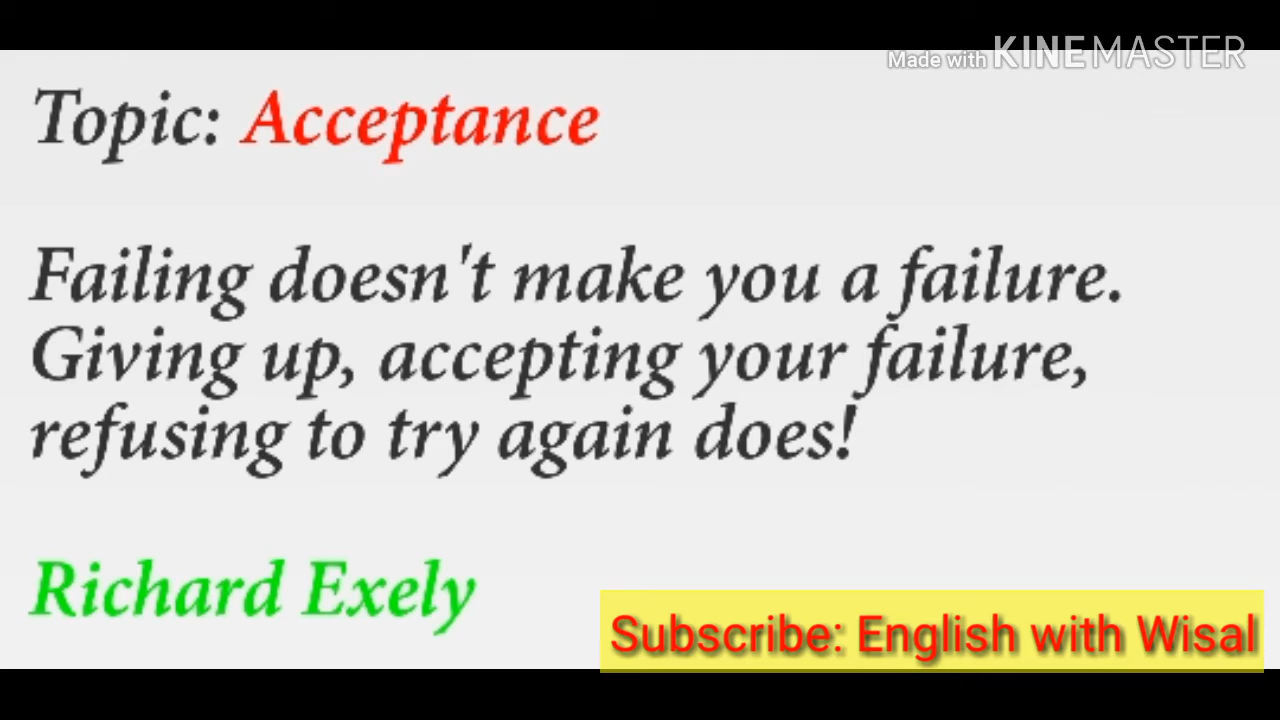 Made with KINEMASTER
Topic: Acceptance
Failing doesn't make you a failure.
Giving up, accepting your failure,
refusing to try again does!
Richard Exely
Subscribe: English with Wisal